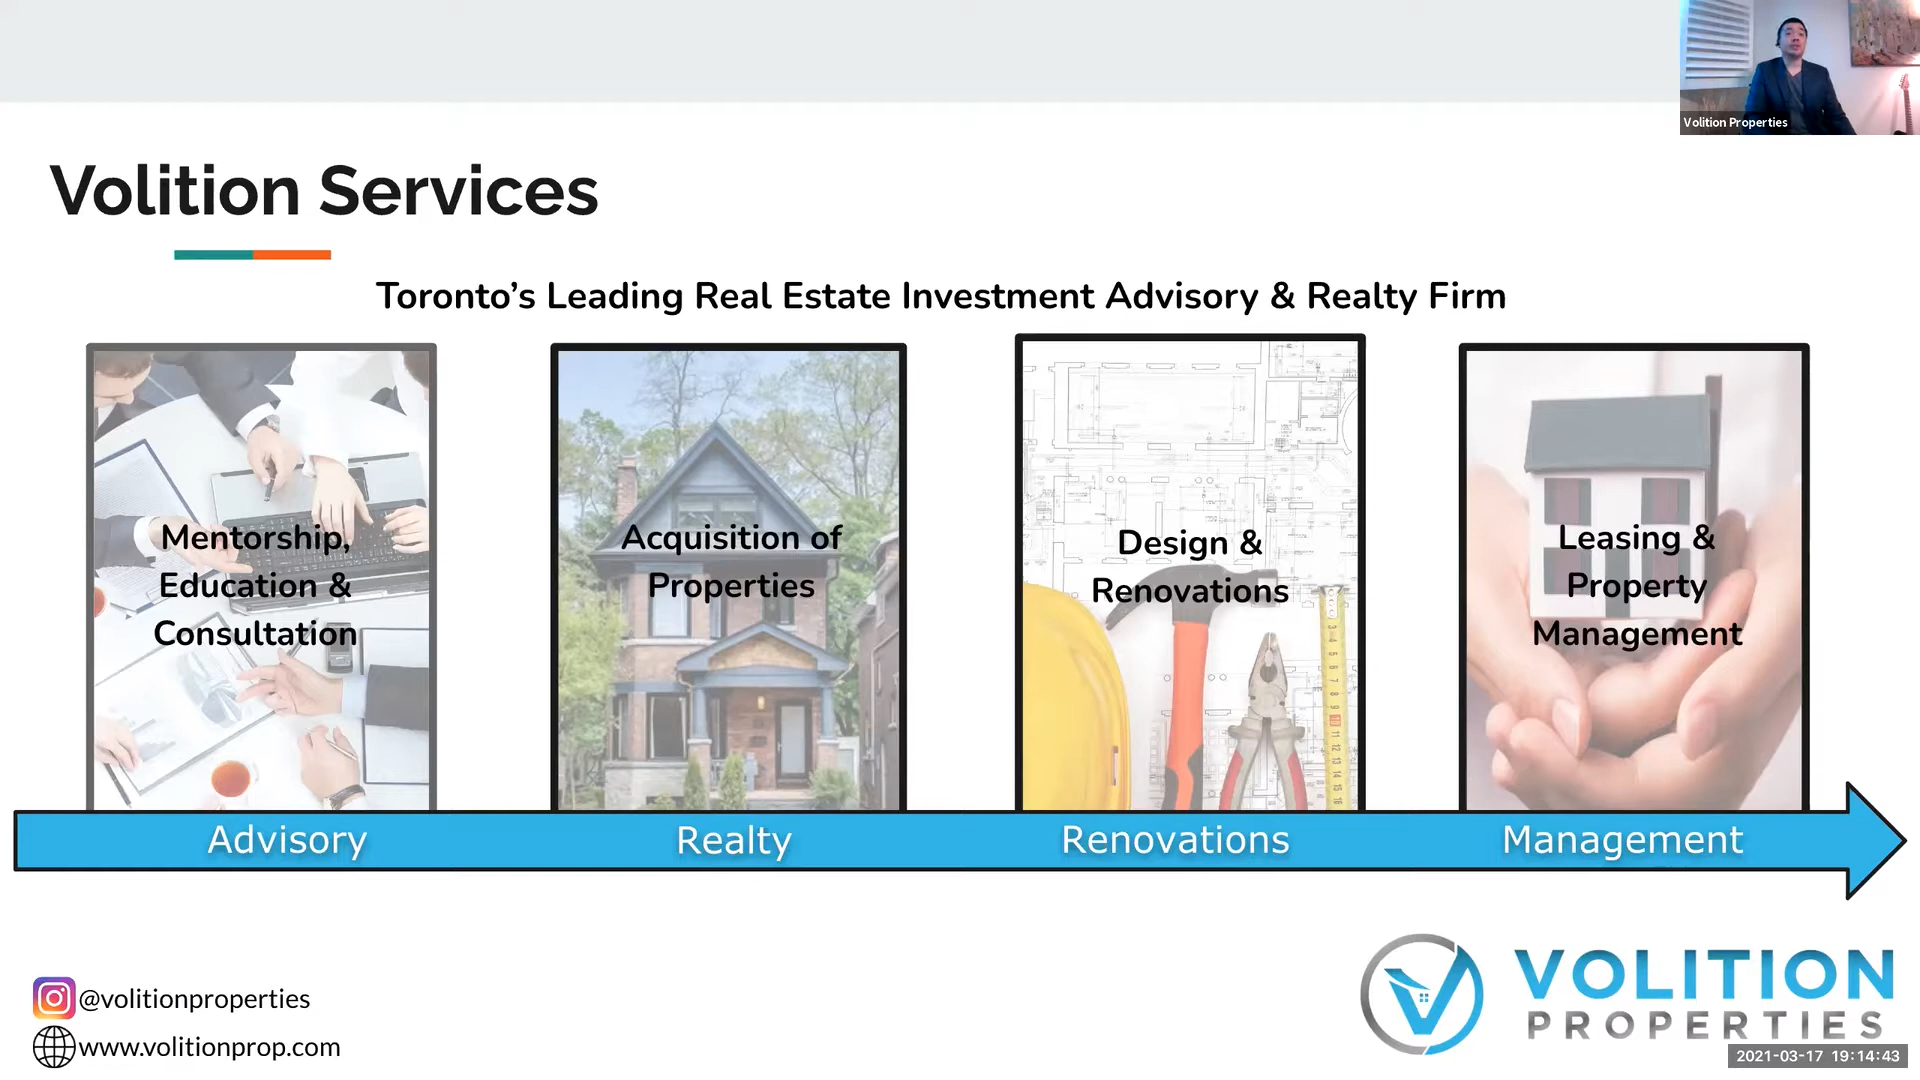 Volition Properties
Volition Services
Toronto’s Leading Real Estate Investment Advisory & Realty Firm
Mentorship,
Education &
Consultation
Acquisition of
Properties
Design &
Renovations
Leasing &
Property
Management
Advisory
Realty
Renovations
Management
@volitionproperties
www.volitionprop.com
VOLITION
PROPERTIES
2021-03-17 19:14:43